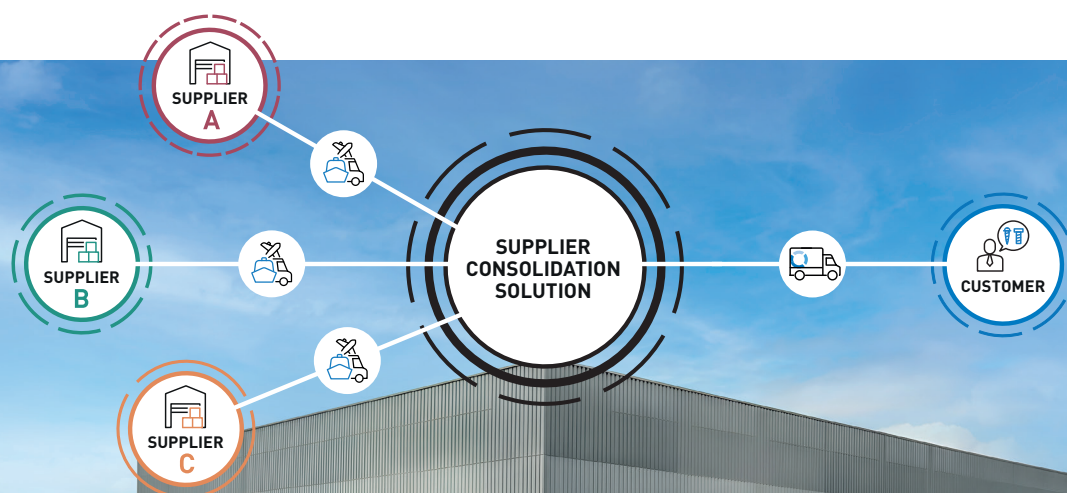 SUPPLIER
A
SUPPLIER
B
SUPPLIER
CONSOLIDATION
SOLUTION
CUSTOMER
SUPPLIER
C